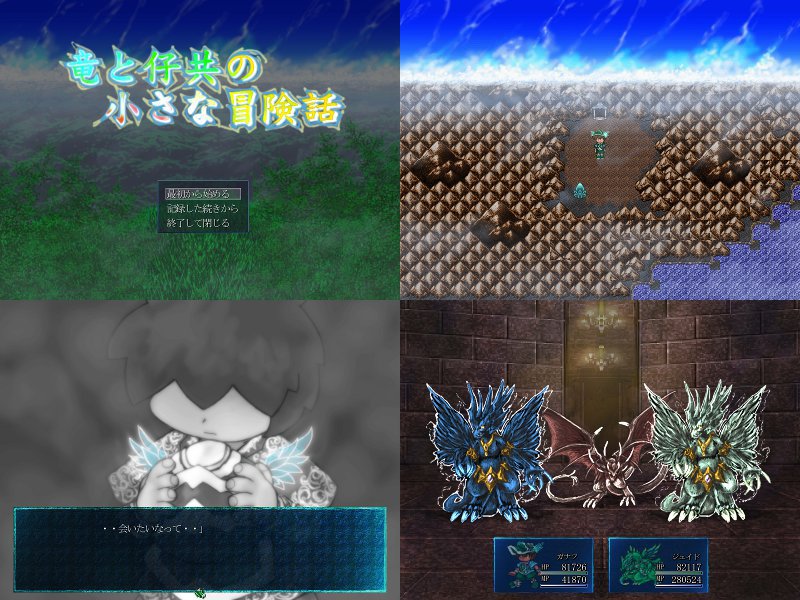 竜と仔共の
小さな冒険話
最初から始める
記録した続きから
終了して閉じる
・・会いたいなって・・」
ガナフ
HP 81726
MP 41870
ジェイド
HP 82117
MP 280524